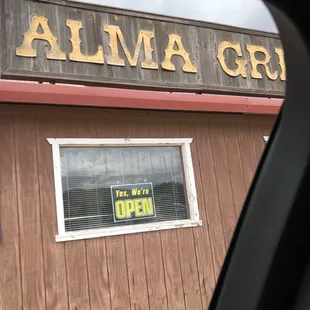 ALMA GR
Yes, We're
OPEN